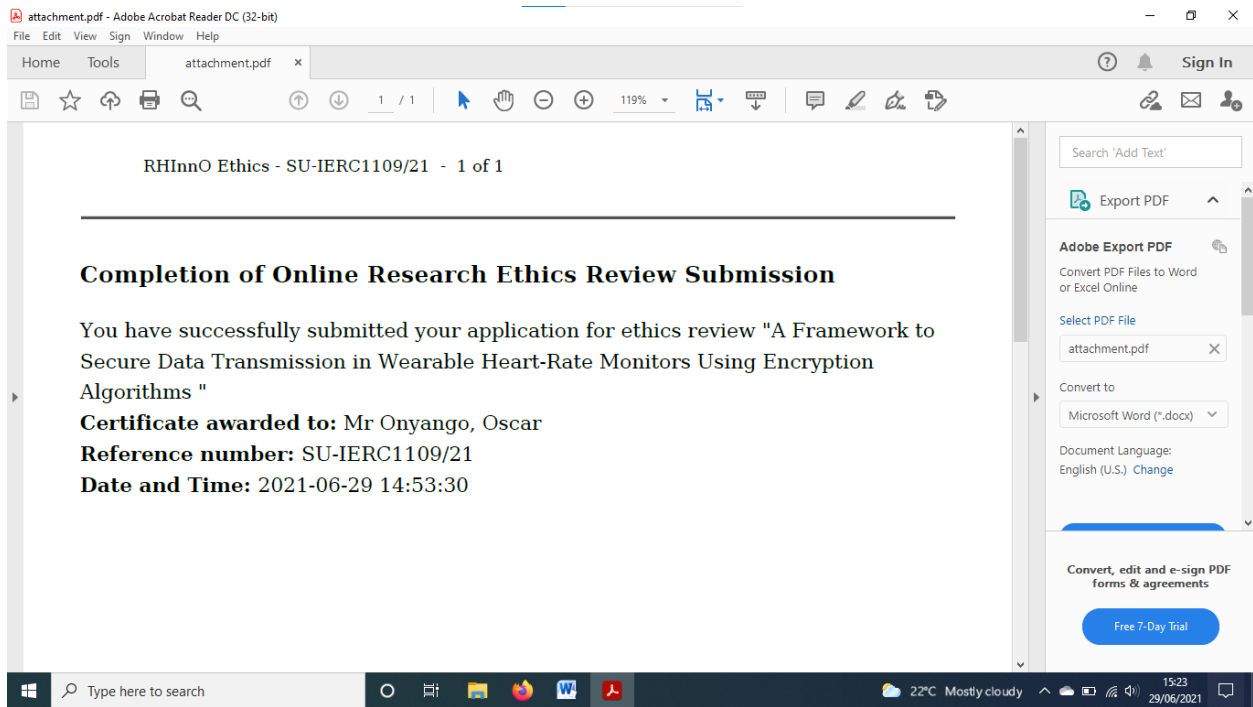 attachment.pdf - Adobe Acrobat Reader DC (32-bit)
File Edit View Sign Window Help
Home Tools attachment.pdf × Sign In
1 / 1 119%
RHInnO Ethics - SU-IERC1109/21 - 1 of 1
Completion of Online Research Ethics Review Submission
You have successfully submitted your application for ethics review "A Framework to
Secure Data Transmission in Wearable Heart-Rate Monitors Using Encryption
Algorithms "
Certificate awarded to: Mr Onyango, Oscar
Reference number: SU-IERC1109/21
Date and Time: 2021-06-29 14:53:30
Search 'Add Text'
Export PDF
Adobe Export PDF
Convert PDF Files to Word
or Excel Online
Select PDF File
attachment.pdf
Convert to
Microsoft Word (*.docx)
Document Language:
English (U.S.) Change
Convert, edit and e-sign PDF
forms & agreements
Free 7-Day Trial
Type here to search
22°C Mostly cloudy
15:23
29/06/2021